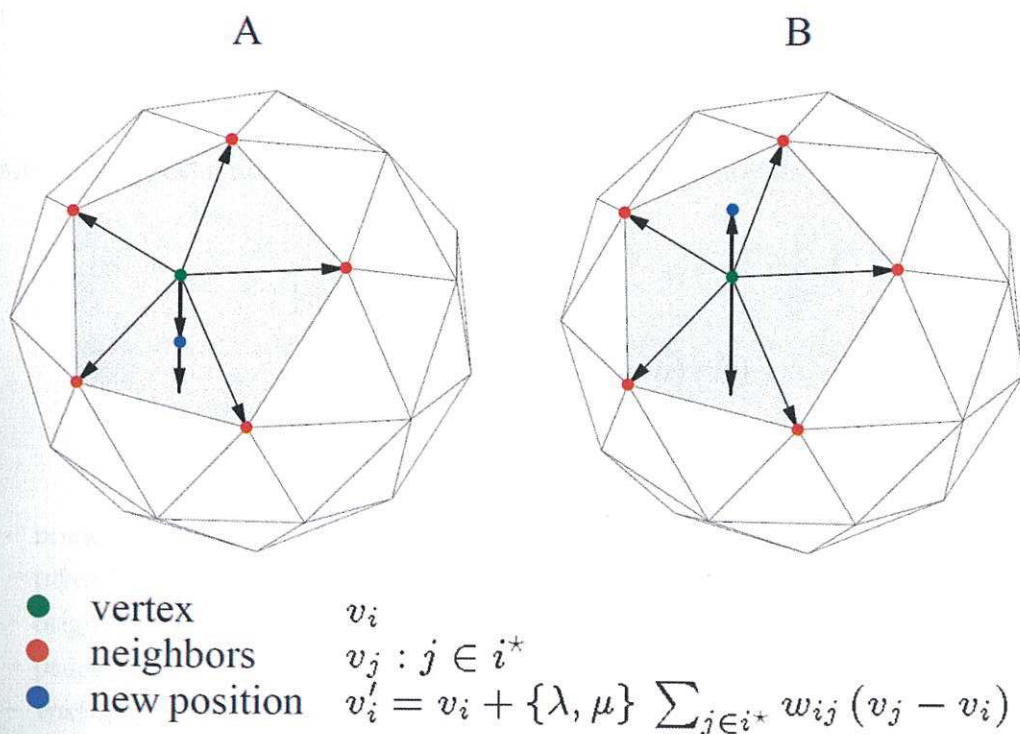 A
B
vertex v_i
neighbors v_j : j ∈ i*
new position v'_i = v_i + {λ, μ} ∑_{j∈i*} w_{ij} (v_j − v_i)